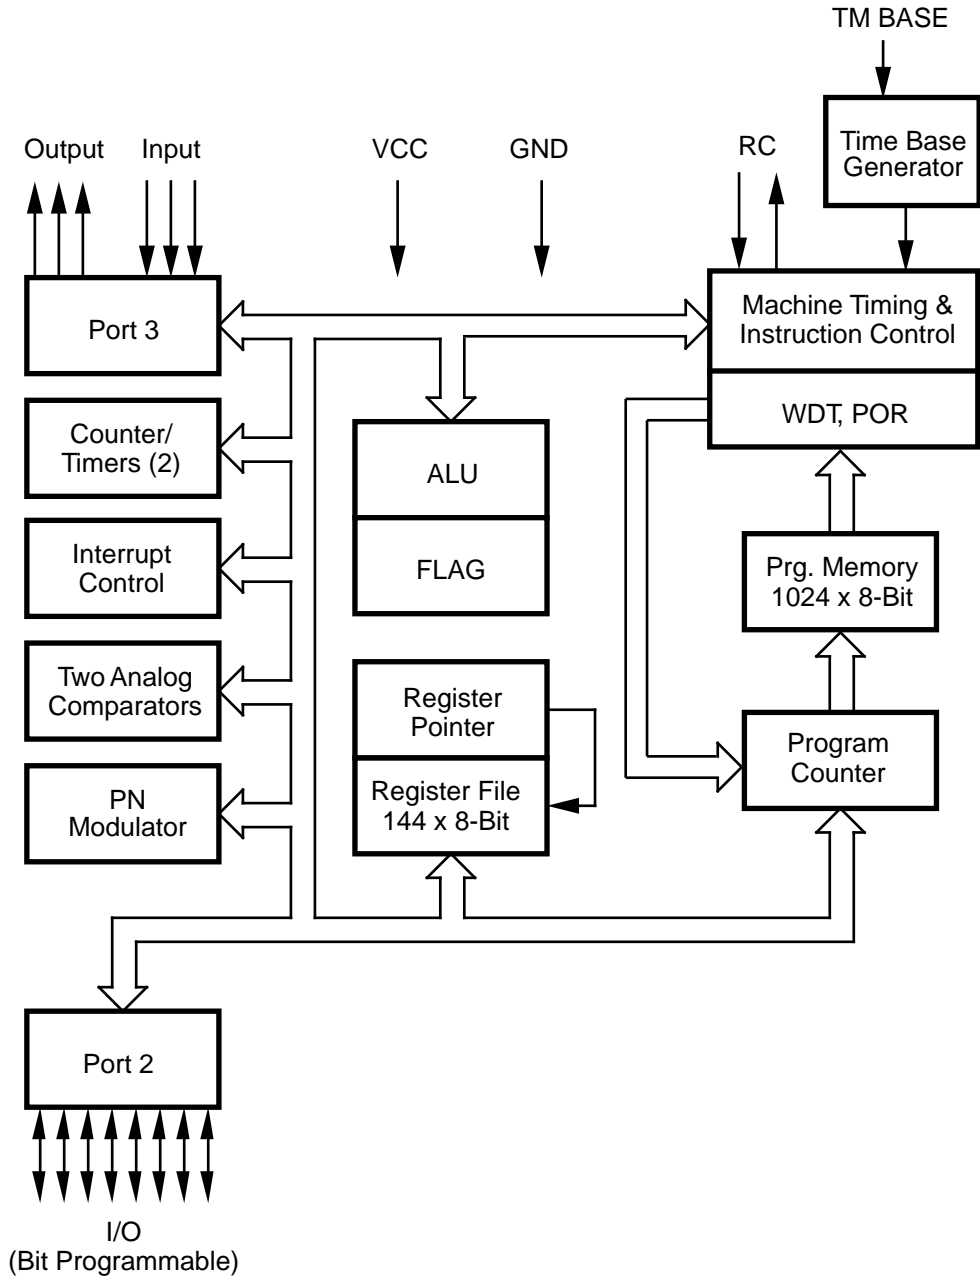 TM BASE
Time Base
Generator
Output
Input
VCC
GND
RC
Port 3
Machine Timing &
Instruction Control
WDT, POR
Counter/
Timers (2)
ALU
FLAG
Interrupt
Control
Prg. Memory
1024 x 8-Bit
Two Analog
Comparators
Register
Pointer
Program
Counter
PN
Modulator
Register File
144 x 8-Bit
Port 2
I/O
(Bit Programmable)